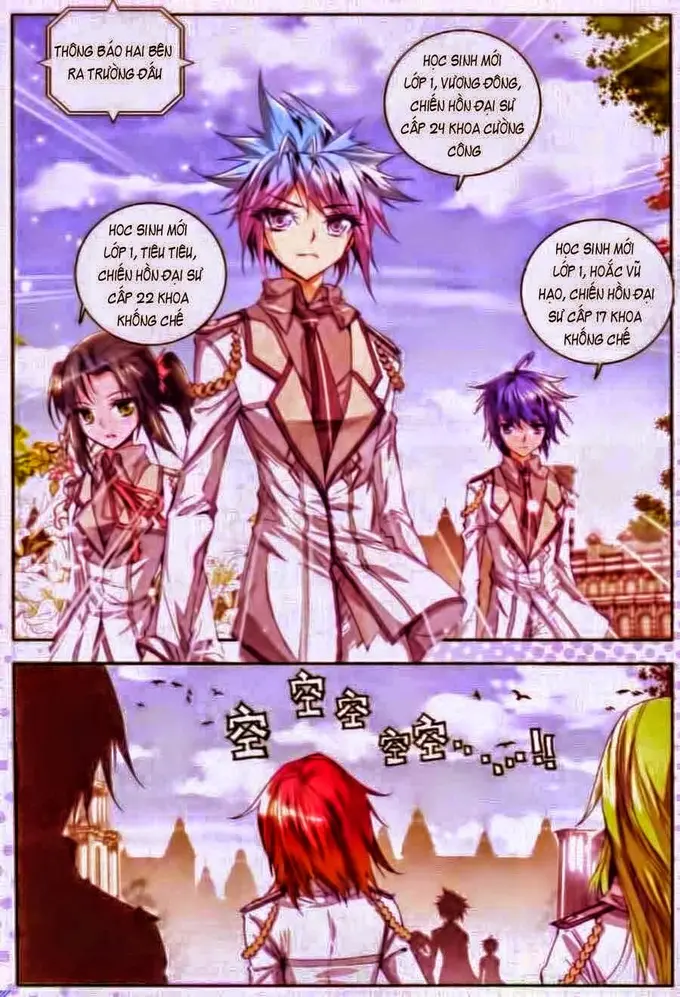 THÔNG BÁO HAI BÊN
RA TRƯỜNG ĐẤU
HỌC SINH MỚI
LỚP 1, VƯƠNG ĐÔNG,
CHIẾN HỒN ĐẠI SƯ
CẤP 24 KHOA CƯỜNG
CÔNG
HỌC SINH MỚI
LỚP 1, TIÊU TIÊU,
CHIẾN HỒN ĐẠI SƯ
CẤP 22 KHOA
KHỐNG CHẾ
HỌC SINH MỚI
LỚP 1, HOẮC VŨ
HẠO, CHIẾN HỒN ĐẠI
SƯ CẤP 17 KHOA
KHỐNG CHẾ
空空空空空......!!